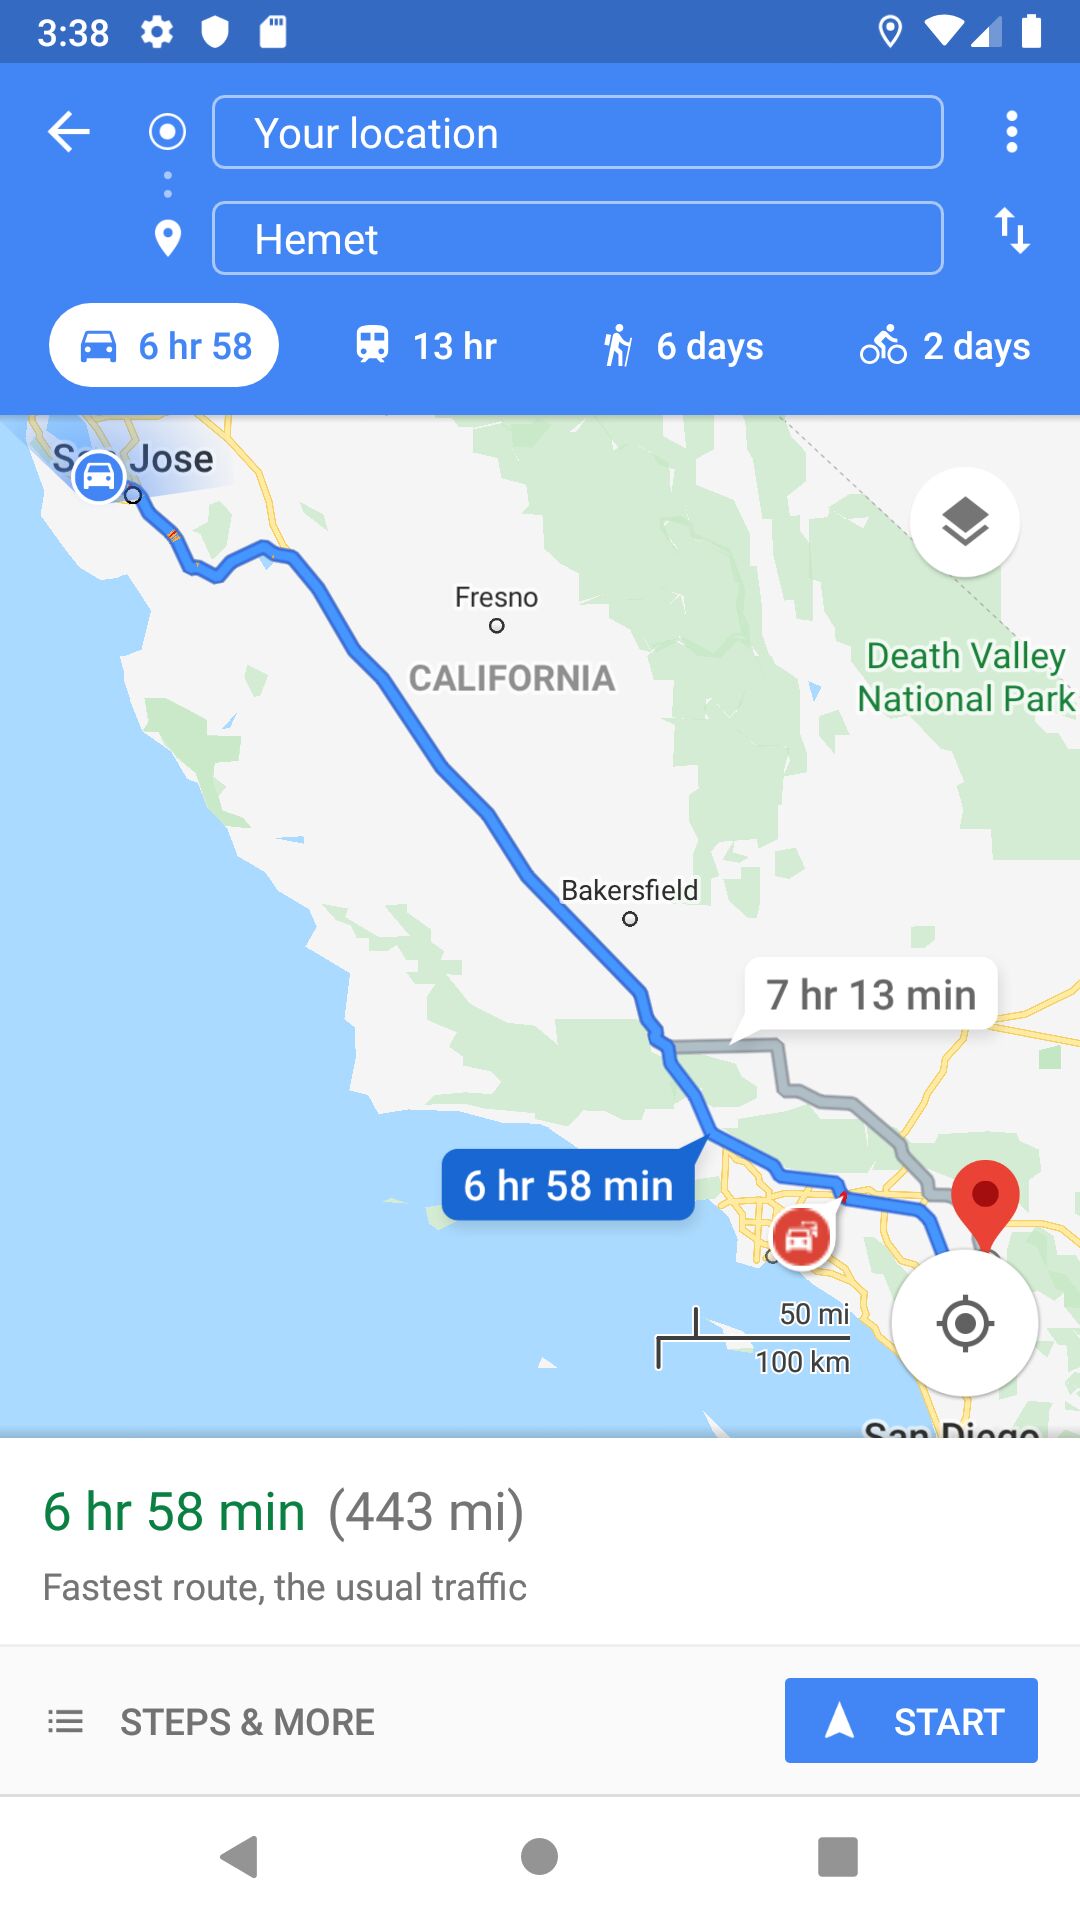 3:38
Your location
Hemet
6 hr 58
13 hr
6 days
2 days
Jose
Fresno
CALIFORNIA
Death Valley
National Park
Bakersfield
7 hr 13 min
6 hr 58 min
50 mi
100 km
San Diego
6 hr 58 min (443 mi)
Fastest route, the usual traffic
STEPS & MORE
START